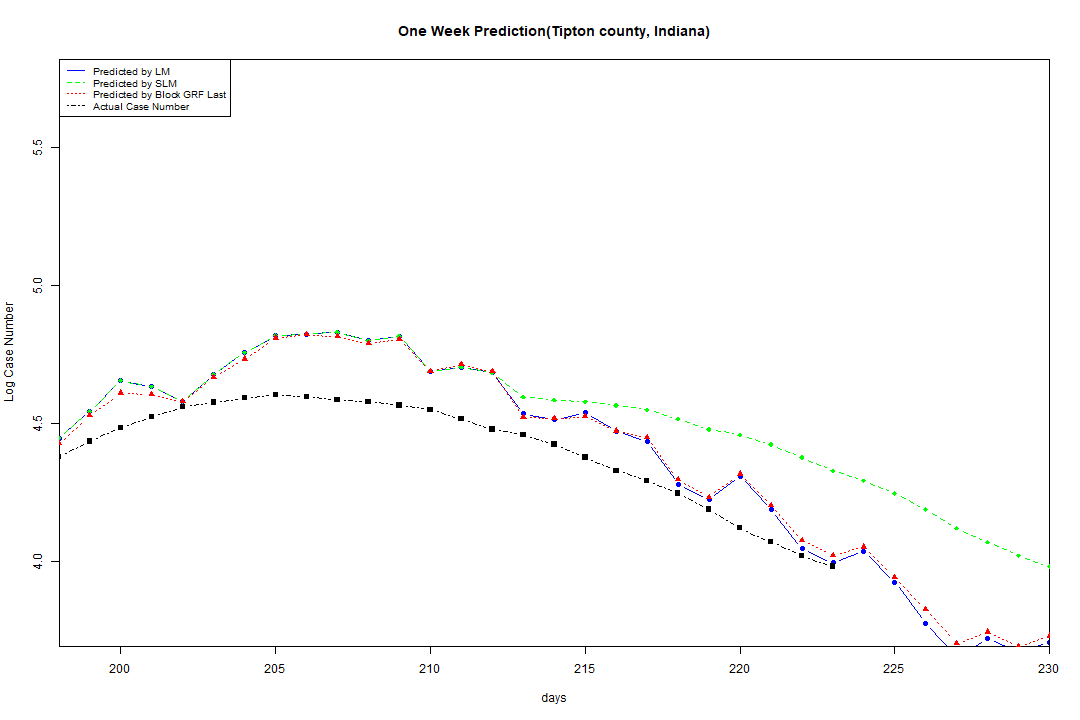 One Week Prediction(Tipton county, Indiana)
Predicted by LM
Predicted by SLM
Predicted by Block GRF Last
Actual Case Number
5.5
5.0
4.5
4.0
Log Case Number
200 205 210 215 220 225 230
days